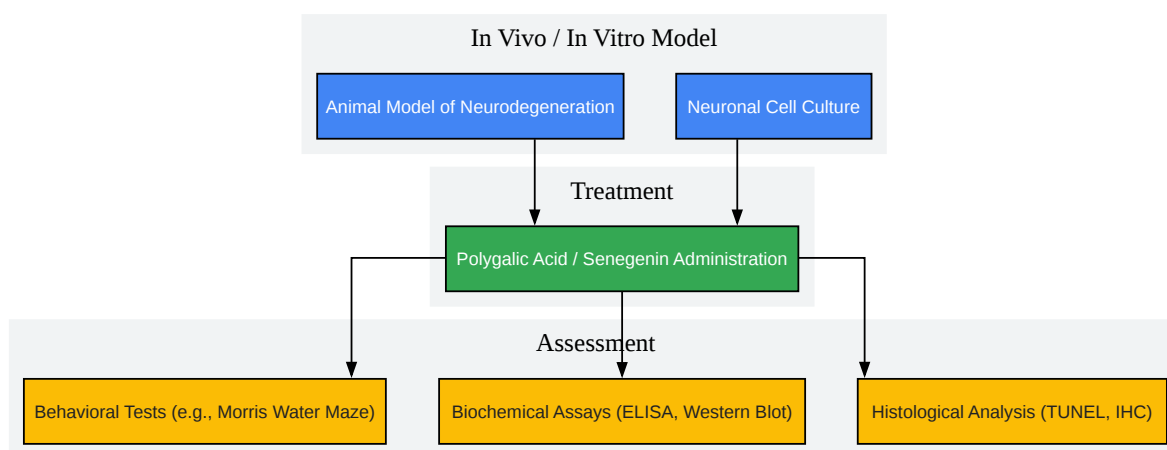 In Vivo / In Vitro Model
Animal Model of Neurodegeneration
Neuronal Cell Culture
Treatment
Polygalic Acid / Senegenin Administration
Assessment
Behavioral Tests (e.g., Morris Water Maze)
Biochemical Assays (ELISA, Western Blot)
Histological Analysis (TUNEL, IHC)